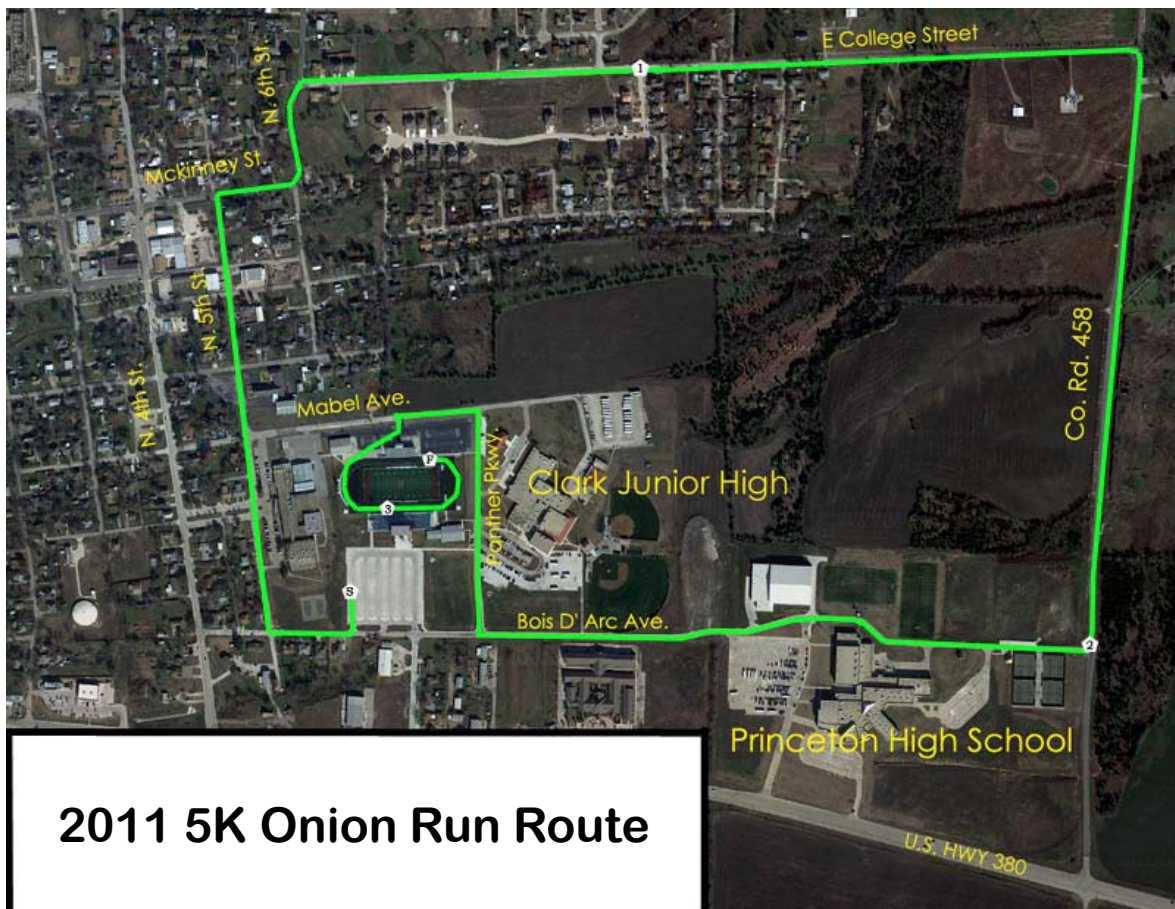 E College Street
1
N. 6th St.
Mckinney St.
N. 5th St.
N. 4th St.
Co. Rd. 458
Mabel Ave.
F
Clark Junior High
3
Panther Pkwy.
S
Bois D' Arc Ave.
2
Princeton High School
U.S. HWY 380
2011 5K Onion Run Route